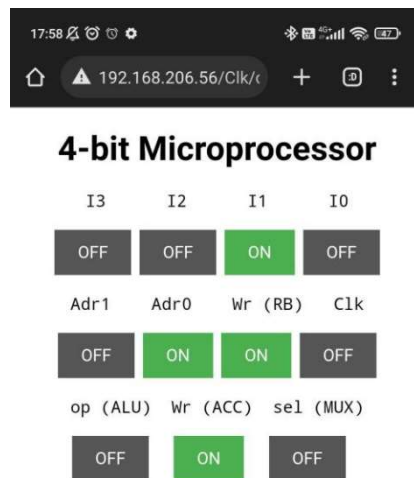 17:58 4G+ 47
192.168.206.56/Clk/ + :D
4-bit Microprocessor
I3 I2 I1 I0
OFF OFF ON OFF
Adr1 Adr0 Wr (RB) Clk
OFF ON ON OFF
op (ALU) Wr (ACC) sel (MUX)
OFF ON OFF